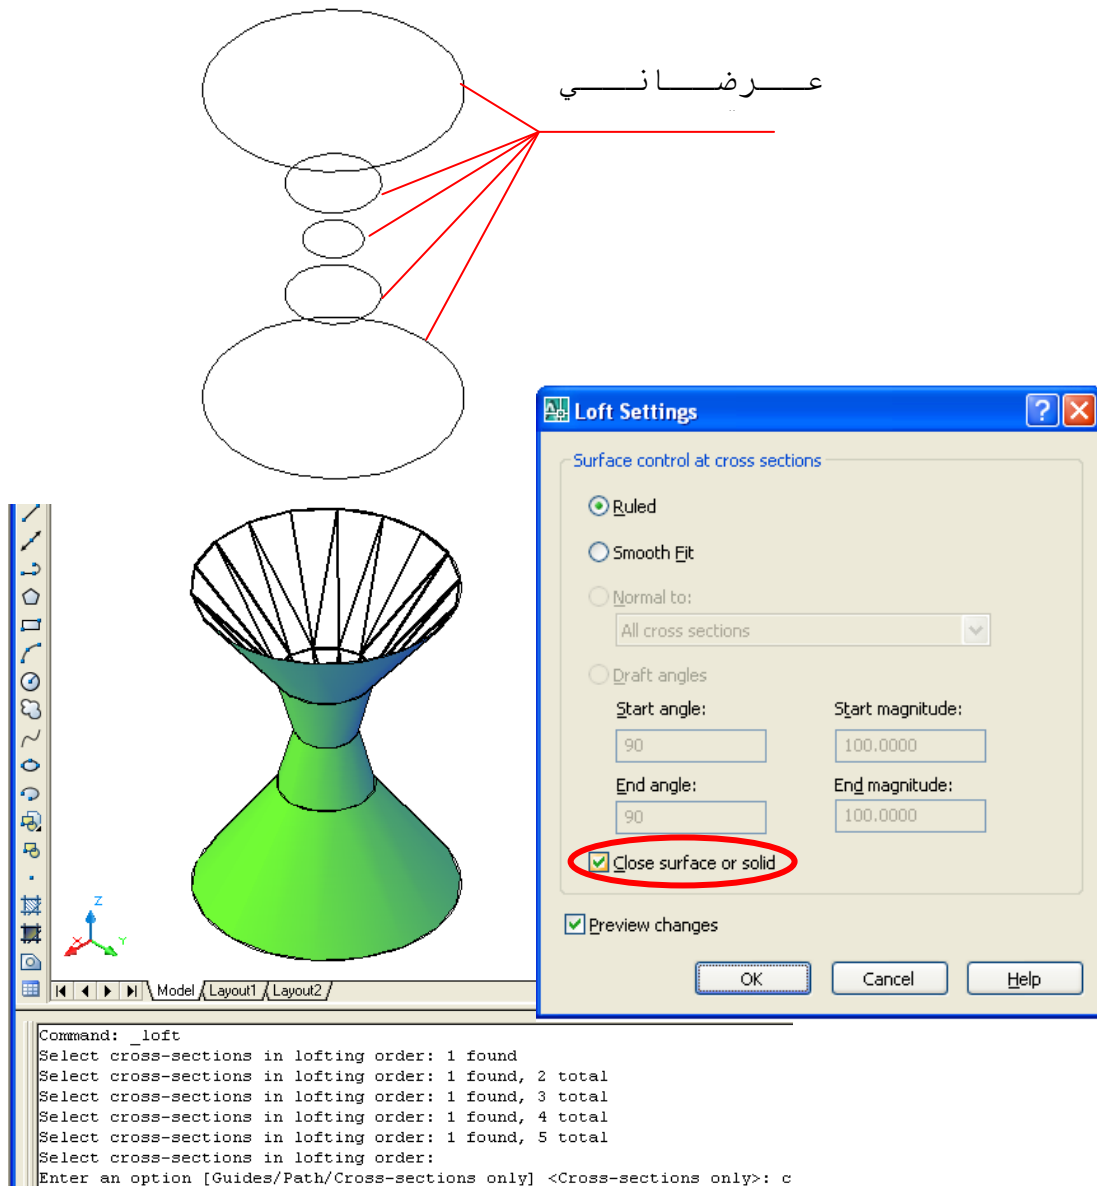 عرضاني
Loft Settings
Surface control at cross sections
Ruled
Smooth Fit
Normal to:
All cross sections
Draft angles
Start angle:
Start magnitude:
90
100.0000
End angle:
End magnitude:
90
100.0000
Close surface or solid
Preview changes
OK
Cancel
Help
Z
X
Y
Model
Layout1
Layout2
Command: _loft
Select cross-sections in lofting order: 1 found
Select cross-sections in lofting order: 1 found, 2 total
Select cross-sections in lofting order: 1 found, 3 total
Select cross-sections in lofting order: 1 found, 4 total
Select cross-sections in lofting order: 1 found, 5 total
Select cross-sections in lofting order:
Enter an option [Guides/Path/Cross-sections only] <Cross-sections only>: c